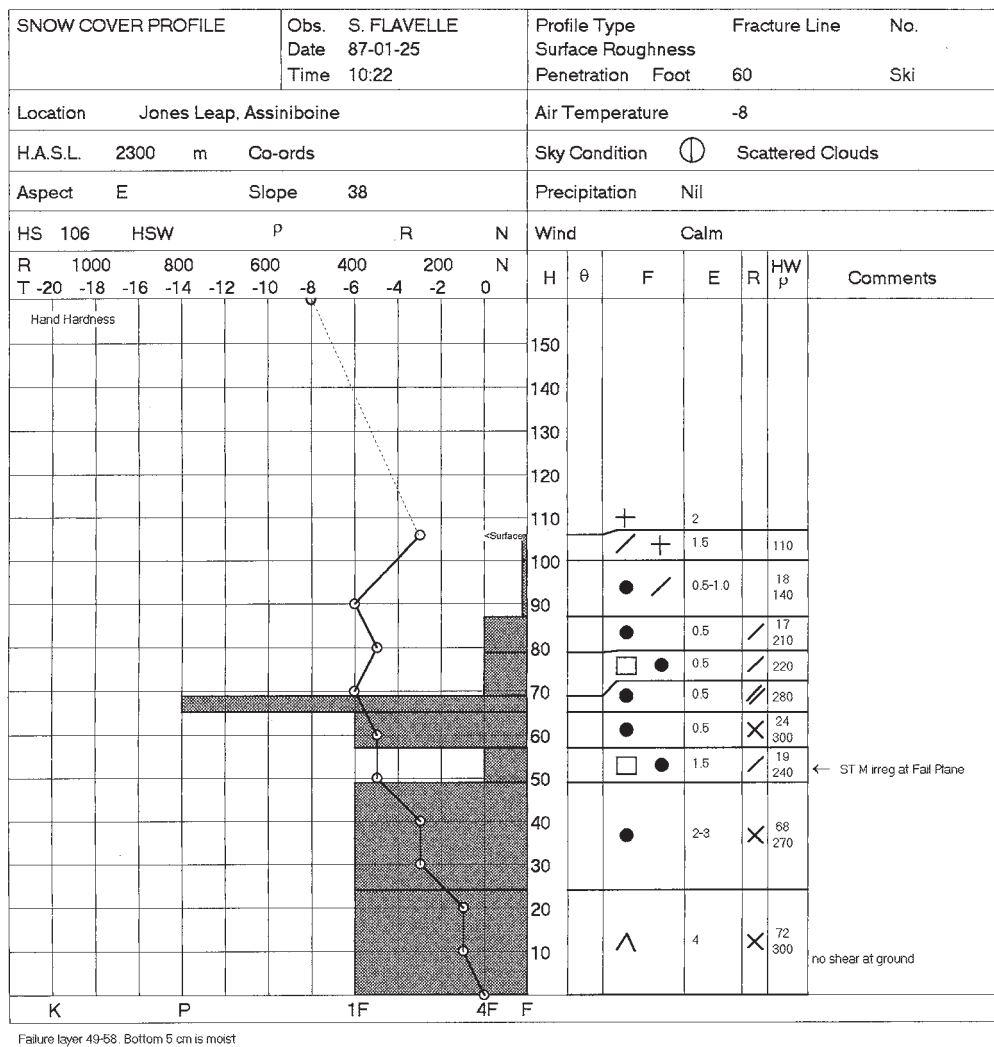 SNOW COVER PROFILE Obs. S. FLAVELLE Profile Type Fracture Line No.
Date 87-01-25 Surface Roughness
Time 10:22 Penetration Foot 60 Ski
Location Jones Leap, Assiniboine Air Temperature -8
H.A.S.L. 2300 m Co-ords Sky Condition Scattered Clouds
Aspect E Slope 38 Precipitation Nil
HS 106 HSW ρ R N Wind Calm
R 1000 800 600 400 200 N H θ F E R HW ρ Comments
T -20 -18 -16 -14 -12 -10 -8 -6 -4 -2 0
Hand Hardness
150
140
130
120
110 + 2
<Surface / + 1.5 110
100
● / 0.5-1.0 18 140
90
● 0.5 / 17 210
80
□ ● 0.5 / 220
70 ● 0.5 // 280
60 ● 0.5 X 24 300
50 □ ● 1.5 / 19 240 ← ST M irreg at Fail Plane
40 ● 2-3 X 68 270
30
20
10 ∧ 4 X 72 300 no shear at ground
K P 1F 4F F
Failure layer 49-58. Bottom 5 cm is moist